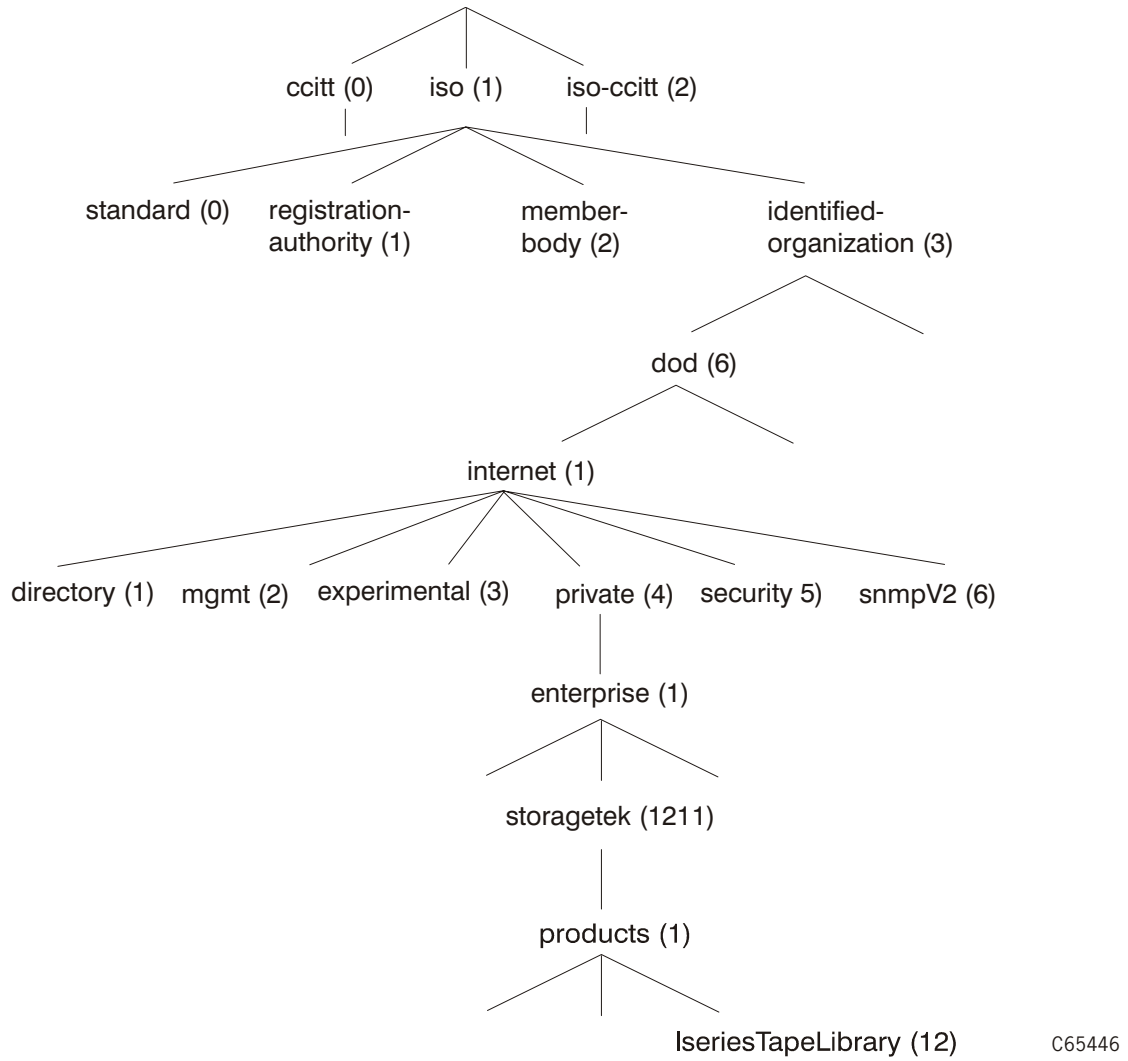 ccitt (0) iso (1) iso-ccitt (2)
standard (0) registration- member- identified-
authority (1) body (2) organization (3)
dod (6)
internet (1)
directory (1) mgmt (2) experimental (3) private (4) security 5) snmpV2 (6)
enterprise (1)
storagetek (1211)
products (1)
lseriesTapeLibrary (12) C65446